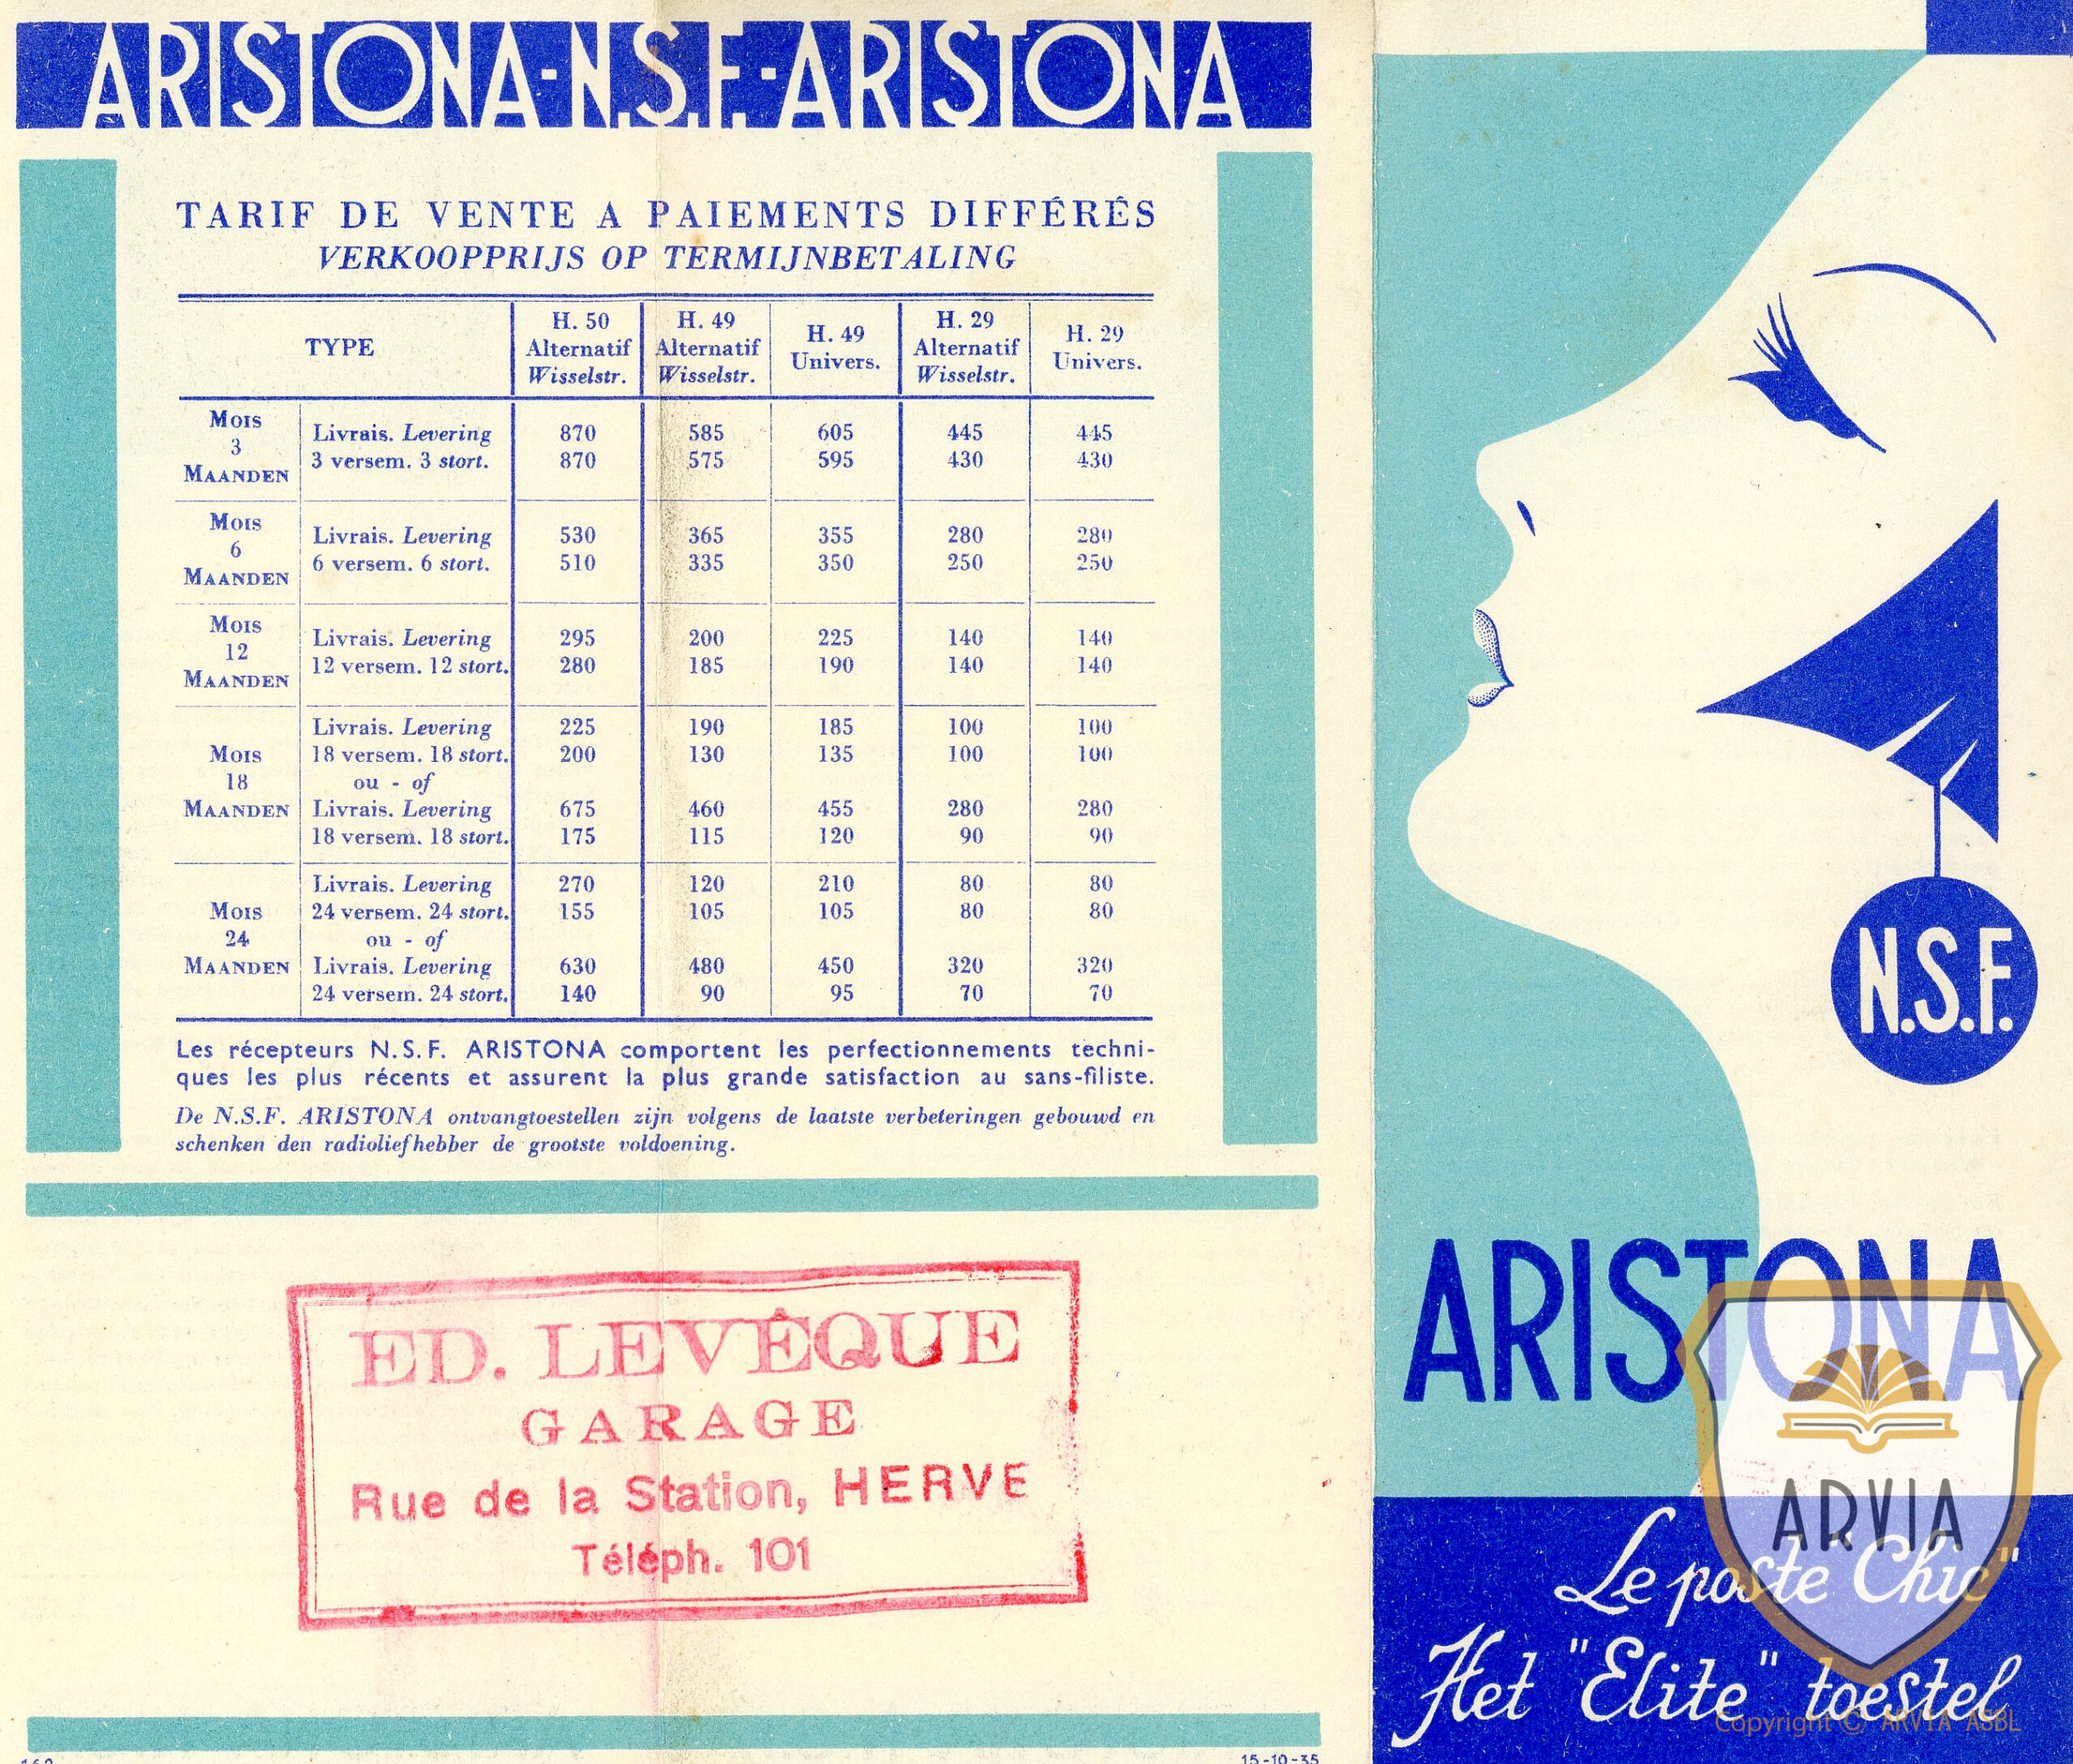 ARISTONA-N.S.F.-ARISTONA
TARIF DE VENTE A PAIEMENTS DIFFÉRÉS
VERKOOPPRIJS OP TERMIJNBETALING
TYPE H. 50 Alternatif Wisselstr. H. 49 Alternatif Wisselstr. H. 49 Univers. H. 29 Alternatif Wisselstr. H. 29 Univers.
MOIS 3 MAANDEN
Livrais. Levering 870 585 605 445 445
3 versem. 3 stort. 870 575 595 430 430
MOIS 6 MAANDEN
Livrais. Levering 530 365 355 280 280
6 versem. 6 stort. 510 335 350 250 250
MOIS 12 MAANDEN
Livrais. Levering 295 200 225 140 140
12 versem. 12 stort. 280 185 190 140 140
MOIS 18 MAANDEN
Livrais. Levering 225 190 185 100 100
18 versem. 18 stort. 200 130 135 100 100
ou - of
Livrais. Levering 675 460 455 280 280
18 versem. 18 stort. 175 115 120 90 90
MOIS 24 MAANDEN
Livrais. Levering 270 120 210 80 80
24 versem. 24 stort. 155 105 105 80 80
ou - of
Livrais. Levering 630 480 450 320 320
24 versem. 24 stort. 140 90 95 70 70
Les récepteurs N.S.F. ARISTONA comportent les perfectionnements techni-
ques les plus récents et assurent la plus grande satisfaction au sans-filiste.
De N.S.F. ARISTONA ontvangtoestellen zijn volgens de laatste verbeteringen gebouwd en
schenken den radioliefhebber de grootste voldoening.
ED. LEVÊQUE
GARAGE
Rue de la Station, HERVE
Téléph. 101
15-10-35
N.S.F.
ARISTONA
ARVIA
Le poste Chic"
Het "Elite" toestel
Copyright © ARVIA ASBL